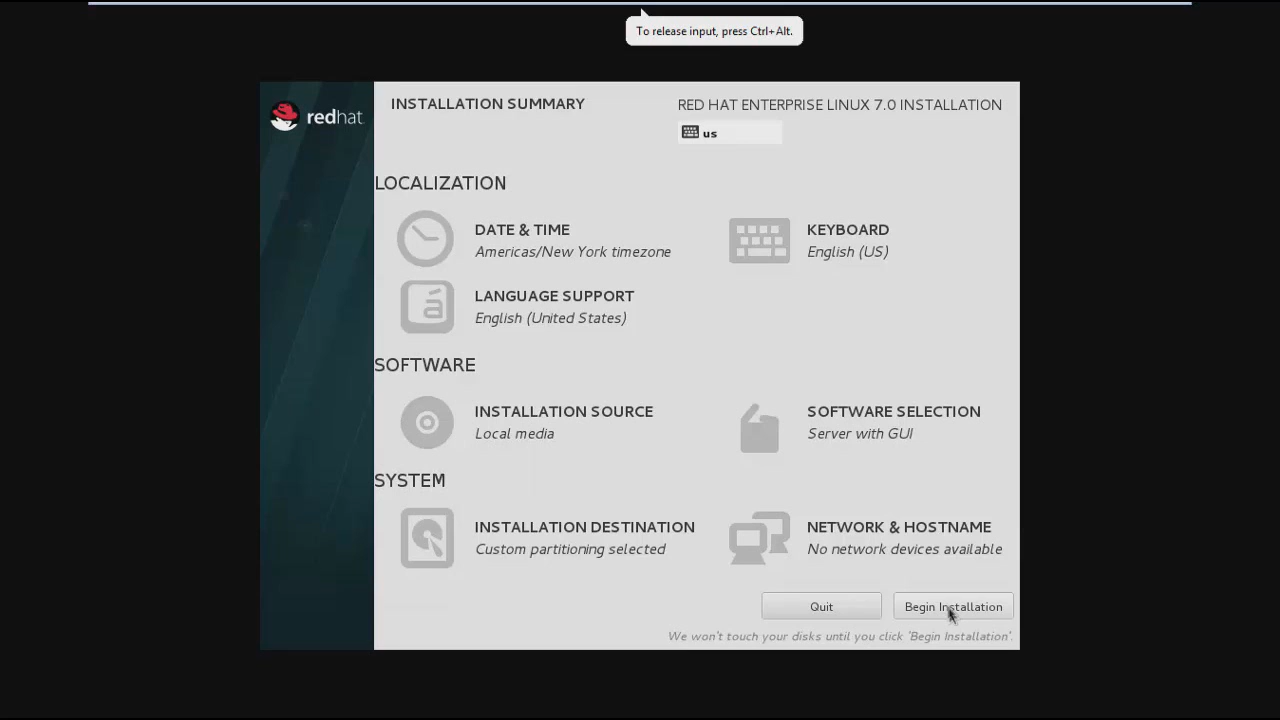 To release input, press Ctrl+Alt.
redhat
INSTALLATION SUMMARY
RED HAT ENTERPRISE LINUX 7.0 INSTALLATION
us
LOCALIZATION
DATE & TIME
Americas/New York timezone
KEYBOARD
English (US)
LANGUAGE SUPPORT
English (United States)
SOFTWARE
INSTALLATION SOURCE
Local media
SOFTWARE SELECTION
Server with GUI
SYSTEM
INSTALLATION DESTINATION
Custom partitioning selected
NETWORK & HOSTNAME
No network devices available
Quit
Begin Installation
We won't touch your disks until you click 'Begin Installation'.